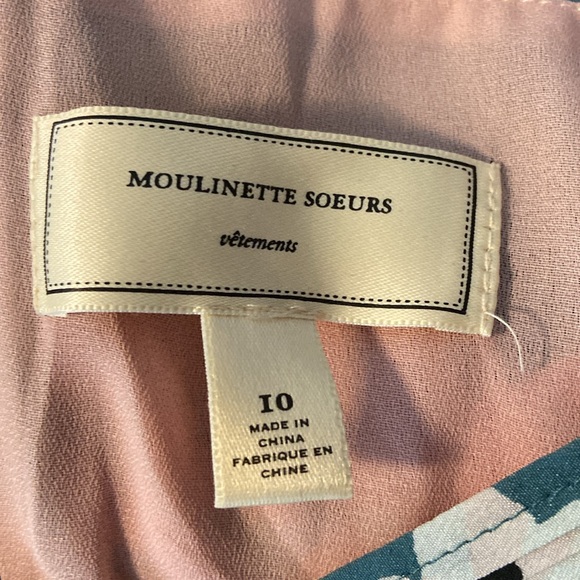 MOULINETTE SOEURS
vêtements
10
MADE IN
CHINA
FABRIQUE EN
CHINE